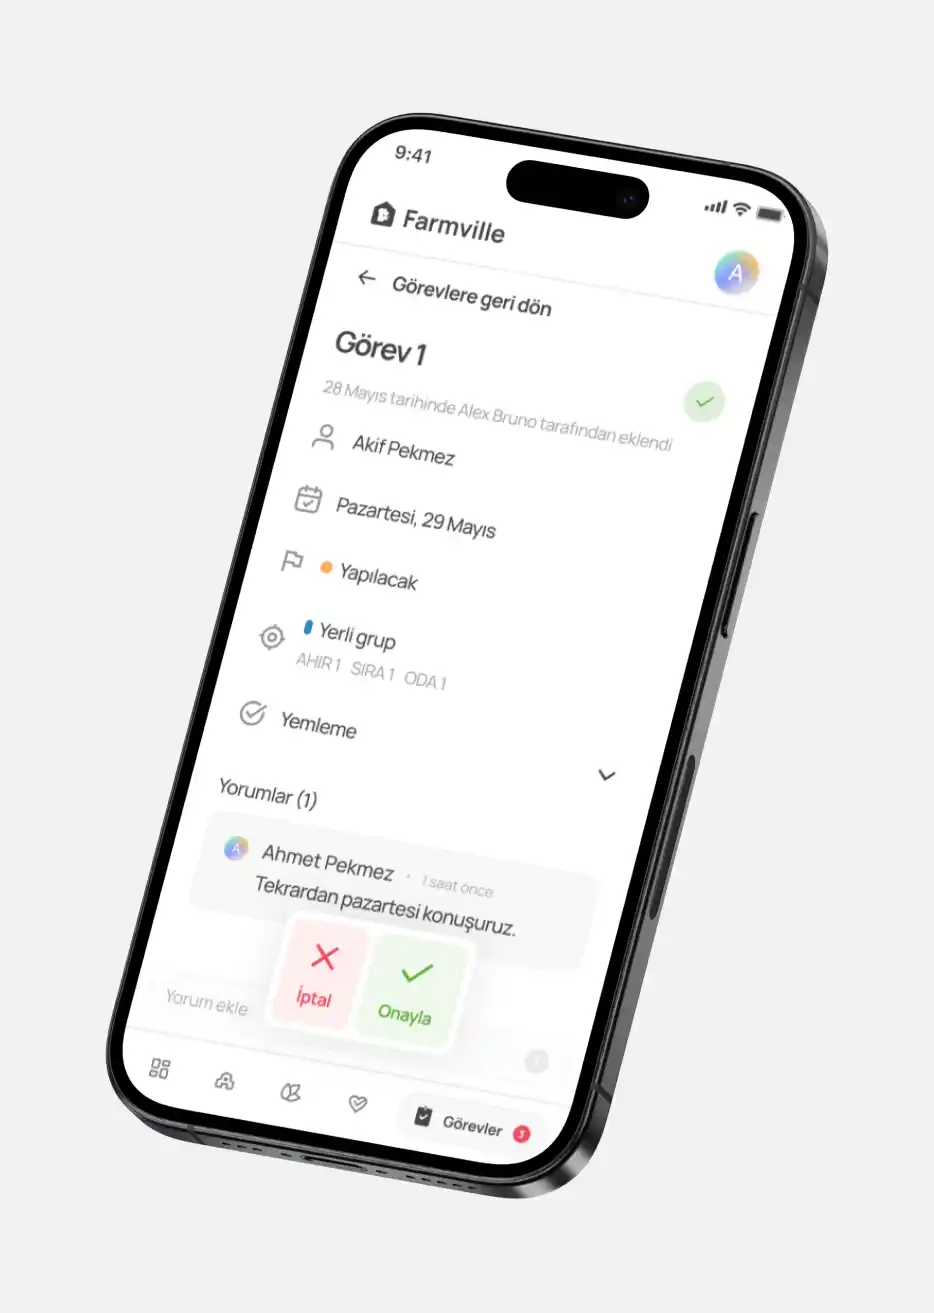 9:41
Farmville
A
Görevlere geri dön
Görev 1
28 Mayıs tarihinde Alex Bruno tarafından eklendi
Akif Pekmez
Pazartesi, 29 Mayıs
Yapılacak
Yerli grup
AHIR 1 SIRA 1 ODA 1
Yemleme
Yorumlar (1)
A Ahmet Pekmez • 1 saat önce
Tekrardan pazartesi konuşuruz.
İptal Onayla
Yorum ekle
Görevler 3